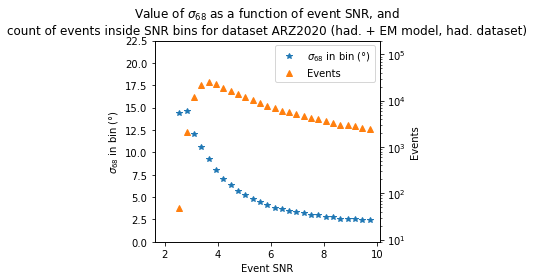 Value of σ68 as a function of event SNR, and
count of events inside SNR bins for dataset ARZ2020 (had. + EM model, had. dataset)
22.5
20.0
17.5
15.0
12.5
10.0
7.5
5.0
2.5
0.0
σ68 in bin (°)
σ68 in bin (°)
Events
10^5
10^4
10^3
10^2
10^1
Events
2 4 6 8 10
Event SNR